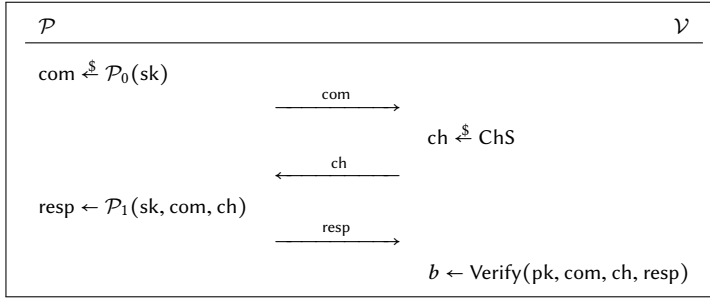 𝒫 𝒱
com ←$ 𝒫₀(sk)
com
ch ←$ ChS
ch
resp ← 𝒫₁(sk, com, ch)
resp
b ← Verify(pk, com, ch, resp)